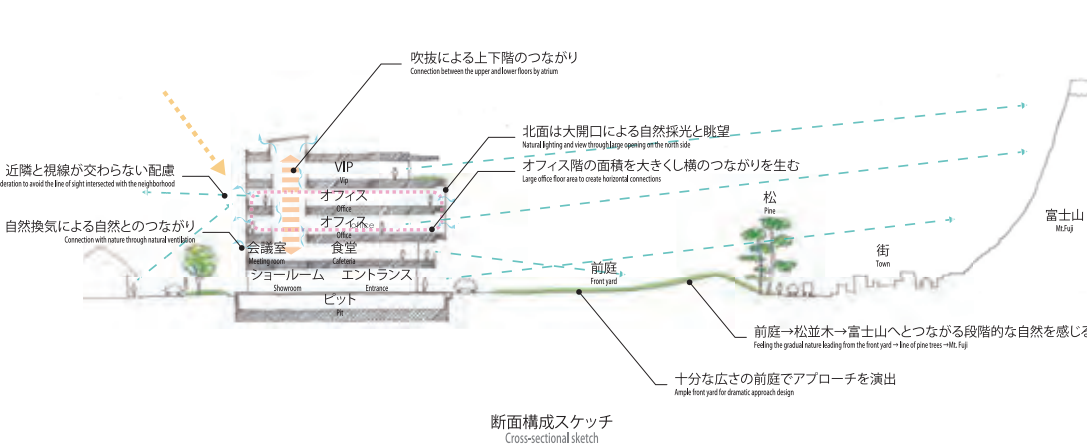 吹抜による上下階のつながり
Connection between the upper and lower floors by atrium
北面は大開口による自然採光と眺望
Natural lighting and view through large opening on the north side
オフィス階の面積を大きくし横のつながりを生む
Large office floor area to create horizontal connections
近隣と視線が交わらない配慮
deration to avoid the line of sight intersected with the neighborhood
自然換気による自然とのつながり
Connection with nature through natural ventilation
VIP
Vip
オフィス
Office
オフィス
Office
Office
会議室
Meeting room
食堂
Cafeteria
ショールーム
Showroom
エントランス
Entrance
ピット
Pit
前庭
Front yard
松
Pine
街
Town
富士山
Mt.Fuji
前庭→松並木→富士山へとつながる段階的な自然を感じる
Feeling the gradual nature leading from the front yard → line of pine trees →Mt. Fuji
十分な広さの前庭でアプローチを演出
Ample front yard for dramatic approach design
断面構成スケッチ
Cross-sectional sketch